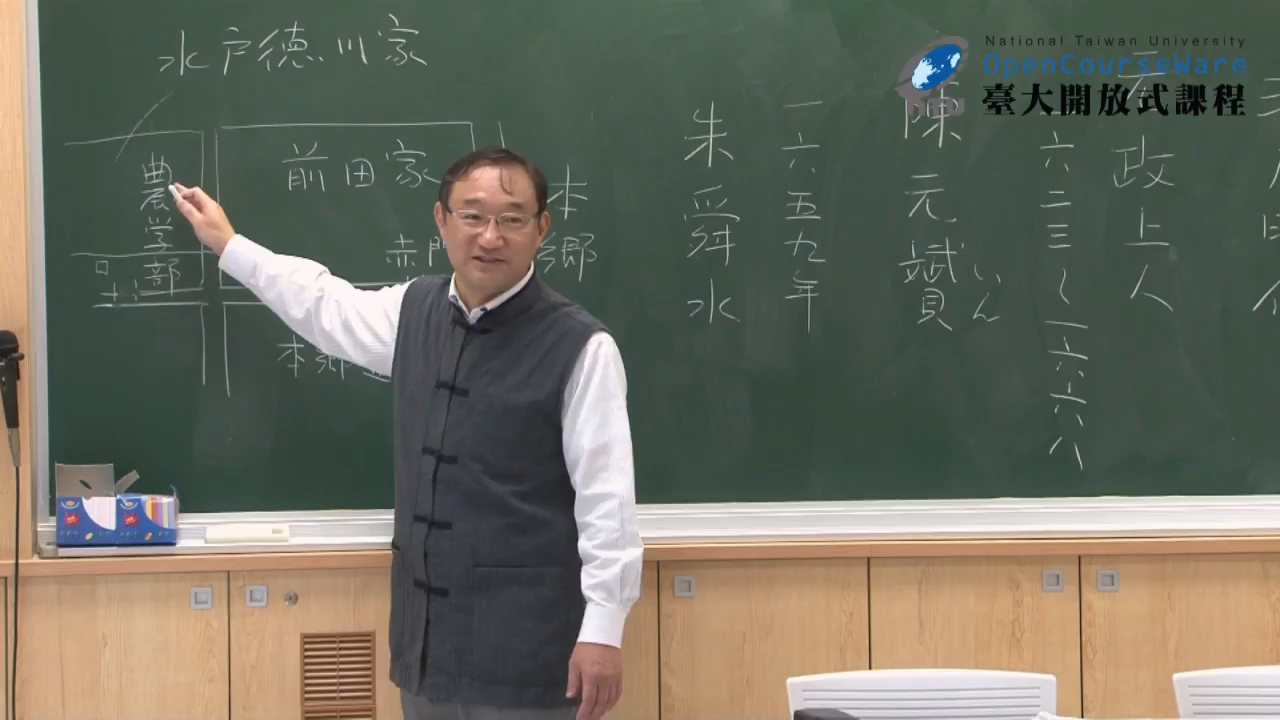 National Taiwan University
OpenCourseWare
臺大開放式課程
水戸德川家
前田家
赤門
農学部
本郷
本郷
朱舜水
一六五九年
陳元贇
いん
一六二三～一六六八
元政上人